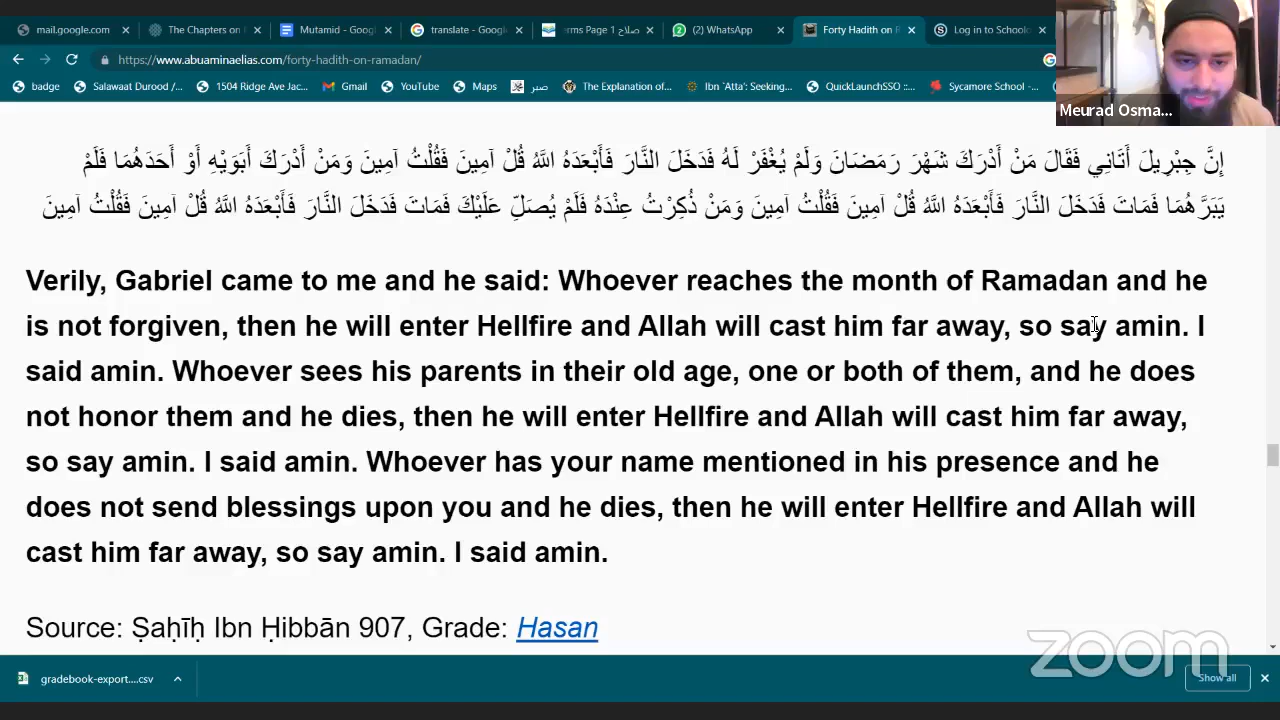 mail.google.com
The Chapters on
Mutamid - Googl
translate - Google
erms Page 1 صلاح
(2) WhatsApp
Forty Hadith on R
Log in to Schoolo
https://www.abuaminaelias.com/forty-hadith-on-ramadan/
badge
Salawaat Durood /...
1504 Ridge Ave Jac...
Gmail
YouTube
Maps
صبر
The Explanation of...
Ibn `Atta': Seeking...
QuickLaunchSSO ::...
Sycamore School -...
Meurad Osma...
إِنَّ جِبْرِيلَ أَتَانِي فَقَالَ مَنْ أَدْرَكَ شَهْرَ رَمَضَانَ وَلَمْ يُغْفَرْ لَهُ فَدَخَلَ النَّارَ فَأَبْعَدَهُ اللَّهُ قُلْ آمِينَ فَقُلْتُ آمِينَ وَمَنْ أَدْرَكَ أَبَوَيْهِ أَوْ أَحَدَهُمَا فَلَمْ
يَبَرَّهُمَا فَمَاتَ فَدَخَلَ النَّارَ فَأَبْعَدَهُ اللَّهُ قُلْ آمِينَ فَقُلْتُ آمِينَ وَمَنْ ذُكِرْتُ عِنْدَهُ فَلَمْ يُصَلِّ عَلَيْكَ فَمَاتَ فَدَخَلَ النَّارَ فَأَبْعَدَهُ اللَّهُ قُلْ آمِينَ فَقُلْتُ آمِينَ
Verily, Gabriel came to me and he said: Whoever reaches the month of Ramadan and he
is not forgiven, then he will enter Hellfire and Allah will cast him far away, so say amin. I
said amin. Whoever sees his parents in their old age, one or both of them, and he does
not honor them and he dies, then he will enter Hellfire and Allah will cast him far away,
so say amin. I said amin. Whoever has your name mentioned in his presence and he
does not send blessings upon you and he dies, then he will enter Hellfire and Allah will
cast him far away, so say amin. I said amin.
Source: Ṣaḥīḥ Ibn Ḥibbān 907, Grade: Hasan
zoom
gradebook-export....csv
Show all